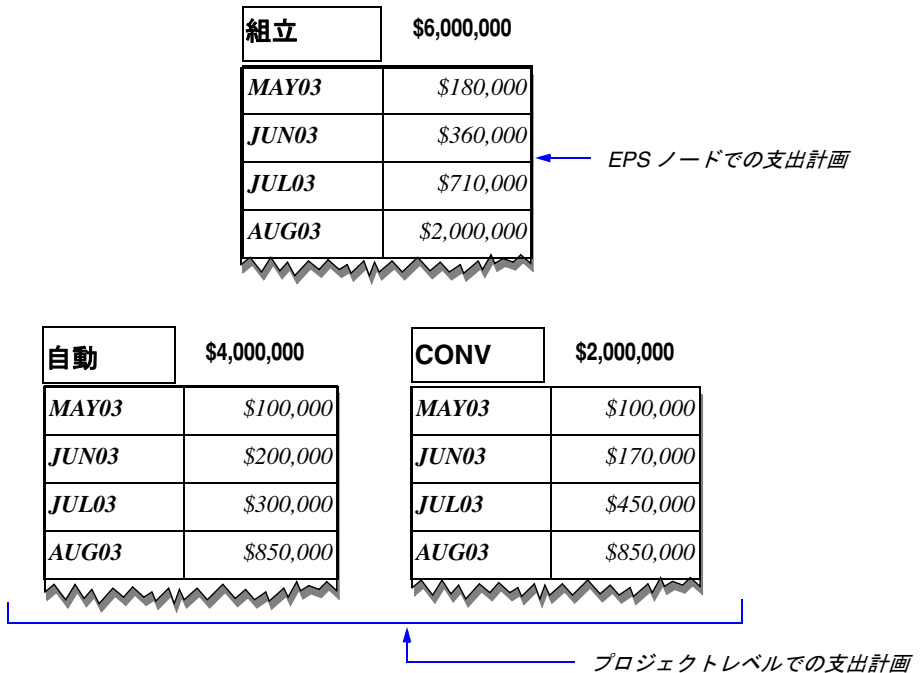 組立 $6,000,000
MAY03 $180,000
JUN03 $360,000
JUL03 $710,000
AUG03 $2,000,000
EPS ノードでの支出計画
自動 $4,000,000
MAY03 $100,000
JUN03 $200,000
JUL03 $300,000
AUG03 $850,000
CONV $2,000,000
MAY03 $100,000
JUN03 $170,000
JUL03 $450,000
AUG03 $850,000
プロジェクトレベルでの支出計画